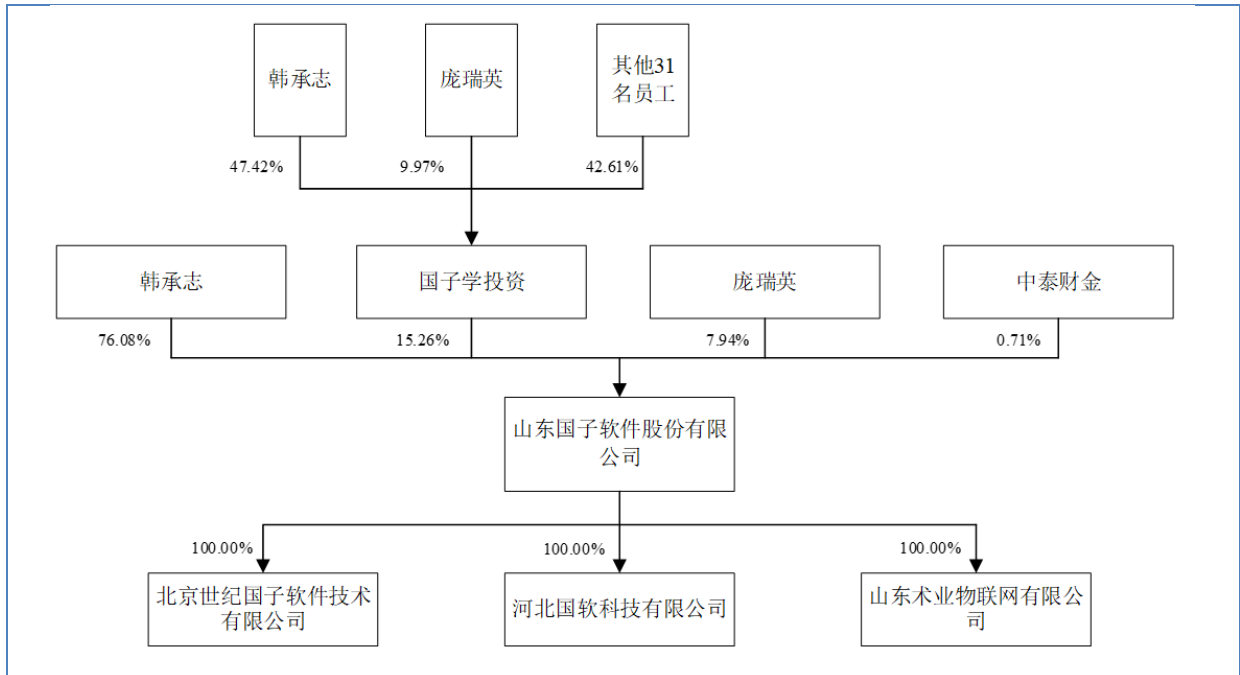 韩承志
庞瑞英
其他31
名员工
47.42%
9.97%
42.61%
韩承志
国子学投资
庞瑞英
中泰财金
76.08%
15.26%
7.94%
0.71%
山东国子软件股份有限
公司
100.00%
100.00%
100.00%
北京世纪国子软件技术
有限公司
河北国软科技有限公司
山东术业物联网有限公
司